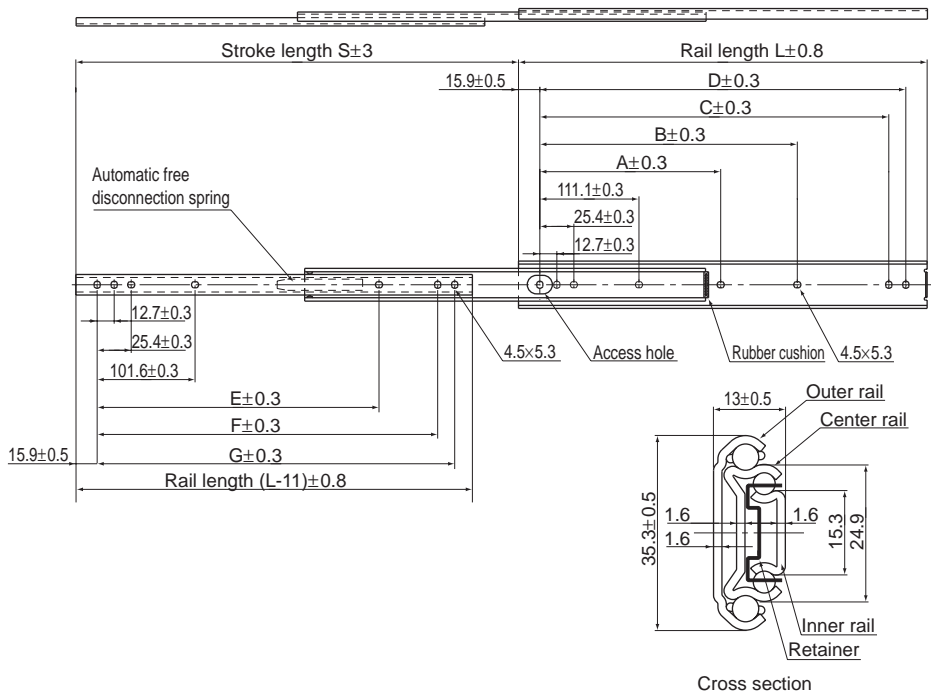 Stroke length S±3
Rail length L±0.8
15.9±0.5
D±0.3
C±0.3
B±0.3
A±0.3
Automatic free
disconnection spring
111.1±0.3
25.4±0.3
12.7±0.3
12.7±0.3
25.4±0.3
101.6±0.3
4.5×5.3
Access hole
Rubber cushion
4.5×5.3
E±0.3
F±0.3
15.9±0.5
G±0.3
Rail length (L-11)±0.8
13±0.5
Outer rail
Center rail
35.3±0.5
1.6
1.6
1.6
15.3
24.9
Inner rail
Retainer
Cross section